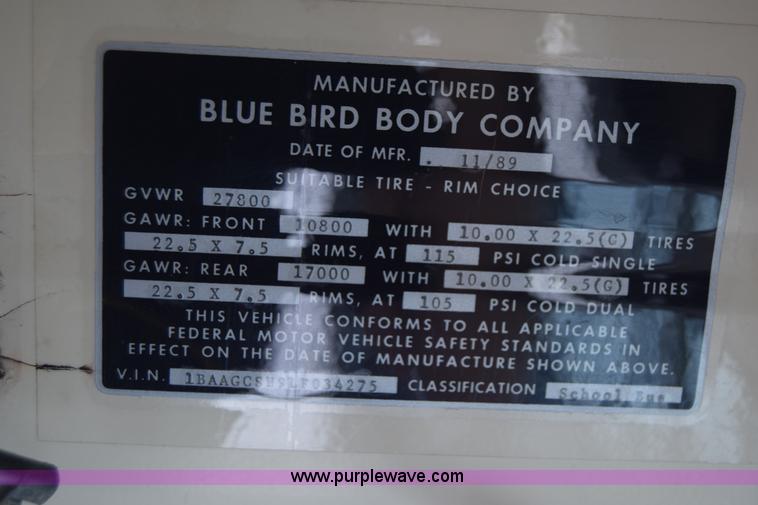 MANUFACTURED BY
BLUE BIRD BODY COMPANY
DATE OF MFR. . 11/89
SUITABLE TIRE - RIM CHOICE
GVWR 27800
GAWR: FRONT 10800 WITH 10.00 X 22.5(G) TIRES
22.5 X 7.5 RIMS, AT 115 PSI COLD SINGLE
GAWR: REAR 17000 WITH 10.00 X 22.5(G) TIRES
22.5 X 7.5 RIMS, AT 105 PSI COLD DUAL
THIS VEHICLE CONFORMS TO ALL APPLICABLE
FEDERAL MOTOR VEHICLE SAFETY STANDARDS IN
EFFECT ON THE DATE OF MANUFACTURE SHOWN ABOVE.
V.I.N. CLASSIFICATION School Bus
www.purplewave.com